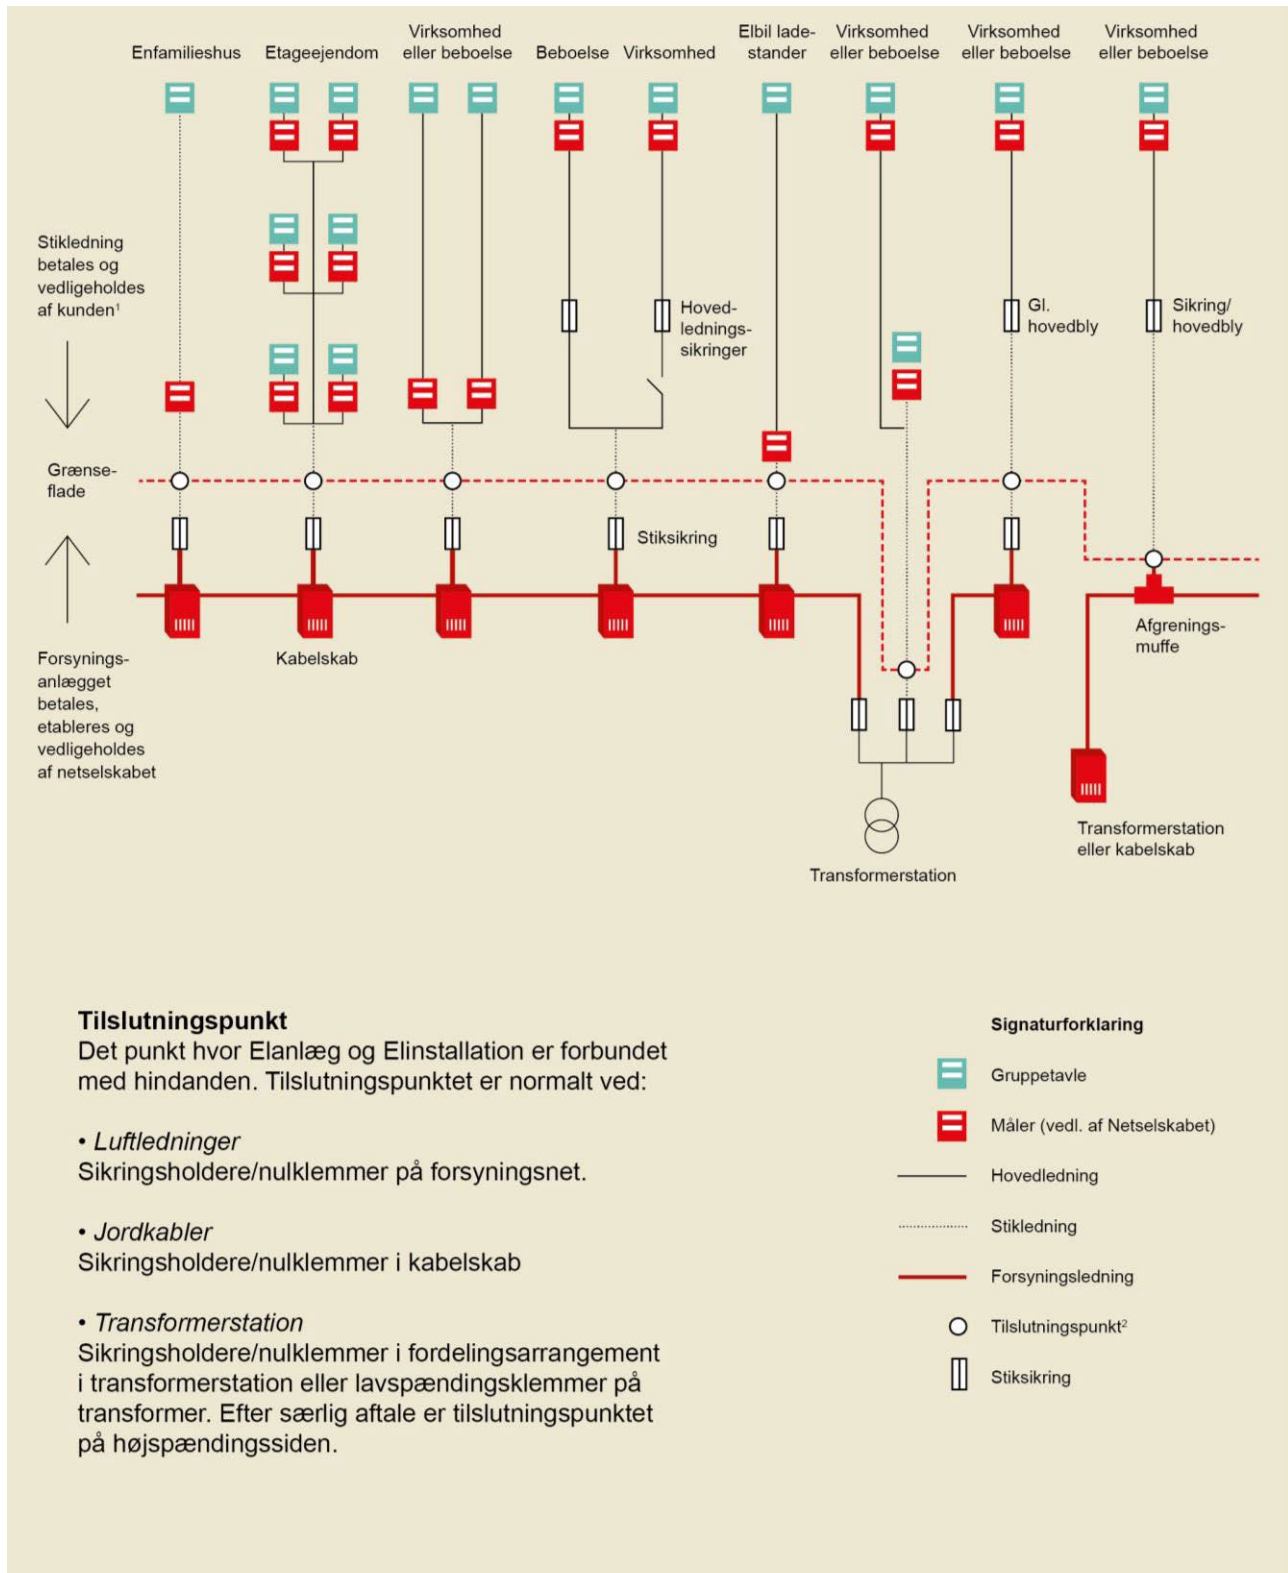 Enfamilieshus
Etageejendom
Virksomhed
eller beboelse
Beboelse
Virksomhed
Elbil lade-
stander
Virksomhed
eller beboelse
Virksomhed
eller beboelse
Virksomhed
eller beboelse
Stikledning
betales og
vedligeholdes
af kunden¹
Hoved-
lednings-
sikringer
Gl.
hovedbly
Sikring/
hovedbly
Grænse-
flade
Stiksikring
Forsynings-
anlægget
betales,
etableres og
vedligeholdes
af netselskabet
Kabelskab
Afgrenings-
muffe
Transformerstation
Transformerstation
eller kabelskab
Tilslutningspunkt
Det punkt hvor Elanlæg og Elinstallation er forbundet
med hindanden. Tilslutningspunktet er normalt ved:
• Luftledninger
Sikringsholdere/nulklemmer på forsyningsnet.
• Jordkabler
Sikringsholdere/nulklemmer i kabelskab
• Transformerstation
Sikringsholdere/nulklemmer i fordelingsarrangement
i transformerstation eller lavspændingsklemmer på
transformer. Efter særlig aftale er tilslutningspunktet
på højspændingssiden.
Signaturforklaring
Gruppetavle
Måler (vedl. af Netselskabet)
Hovedledning
Stikledning
Forsyningsledning
Tilslutningspunkt²
Stiksikring